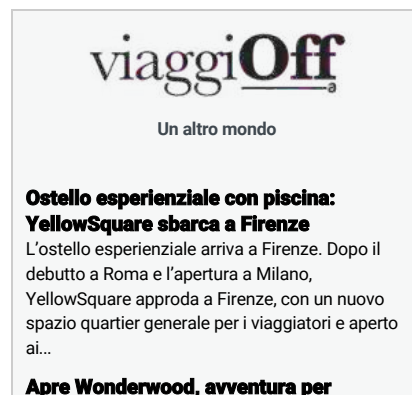 viaggiOff
a
Un altro mondo
Ostello esperienziale con piscina:
YellowSquare sbarca a Firenze
L'ostello esperienziale arriva a Firenze. Dopo il
debutto a Roma e l'apertura a Milano,
YellowSquare approda a Firenze, con un nuovo
spazio quartier generale per i viaggiatori e aperto
ai...
Apre Wonderwood, avventura per